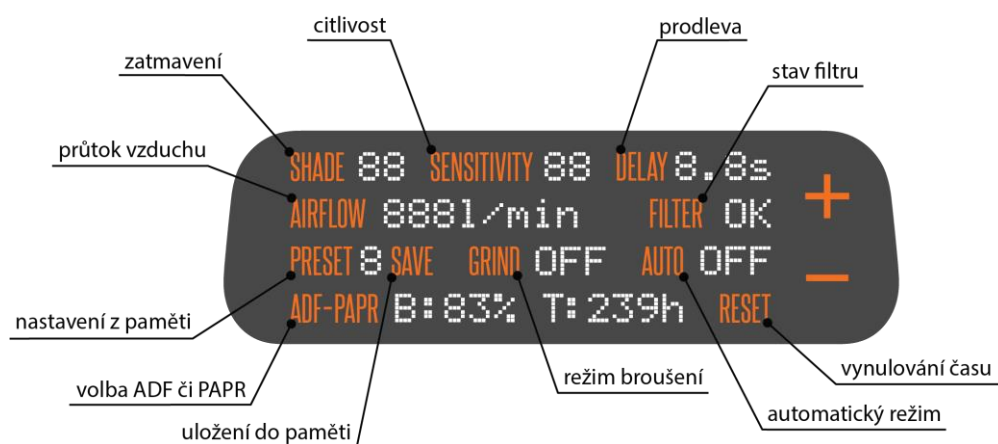 citlivost
prodleva
zatmavení
stav filtru
průtok vzduchu
SHADE 88 SENSITIVITY 88 DELAY 8.8s
+
AIRFLOW 888l/min FILTER OK
PRESET 8 SAVE GRIND OFF AUTO OFF
−
ADF-PAPR B:83% T:239h RESET
nastavení z paměti
vynulování času
režim broušení
volba ADF či PAPR
automatický režim
uložení do paměti